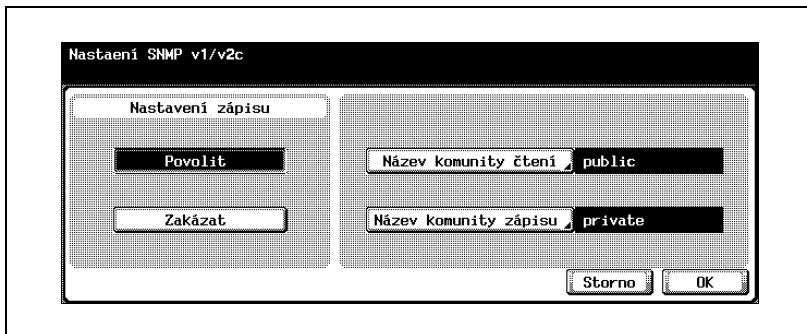 Nastaení SNMP v1/v2c
Nastavení zápisu
Povolit
Zakázat
Název komunity čtení public
Název komunity zápisu private
Storno OK